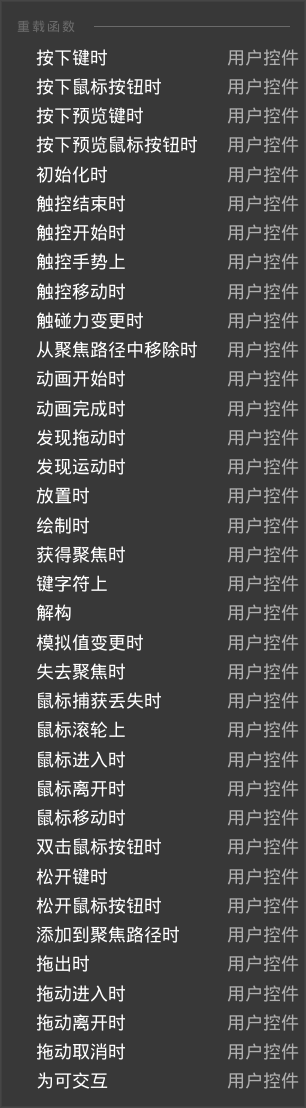 重载函数
按下键时 用户控件
按下鼠标按钮时 用户控件
按下预览键时 用户控件
按下预览鼠标按钮时 用户控件
初始化时 用户控件
触控结束时 用户控件
触控开始时 用户控件
触控手势上 用户控件
触控移动时 用户控件
触碰力变更时 用户控件
从聚焦路径中移除时 用户控件
动画开始时 用户控件
动画完成时 用户控件
发现拖动时 用户控件
发现运动时 用户控件
放置时 用户控件
绘制时 用户控件
获得聚焦时 用户控件
键字符上 用户控件
解构 用户控件
模拟值变更时 用户控件
失去聚焦时 用户控件
鼠标捕获丢失时 用户控件
鼠标滚轮上 用户控件
鼠标进入时 用户控件
鼠标离开时 用户控件
鼠标移动时 用户控件
双击鼠标按钮时 用户控件
松开键时 用户控件
松开鼠标按钮时 用户控件
添加到聚焦路径时 用户控件
拖出时 用户控件
拖动进入时 用户控件
拖动离开时 用户控件
拖动取消时 用户控件
为可交互 用户控件